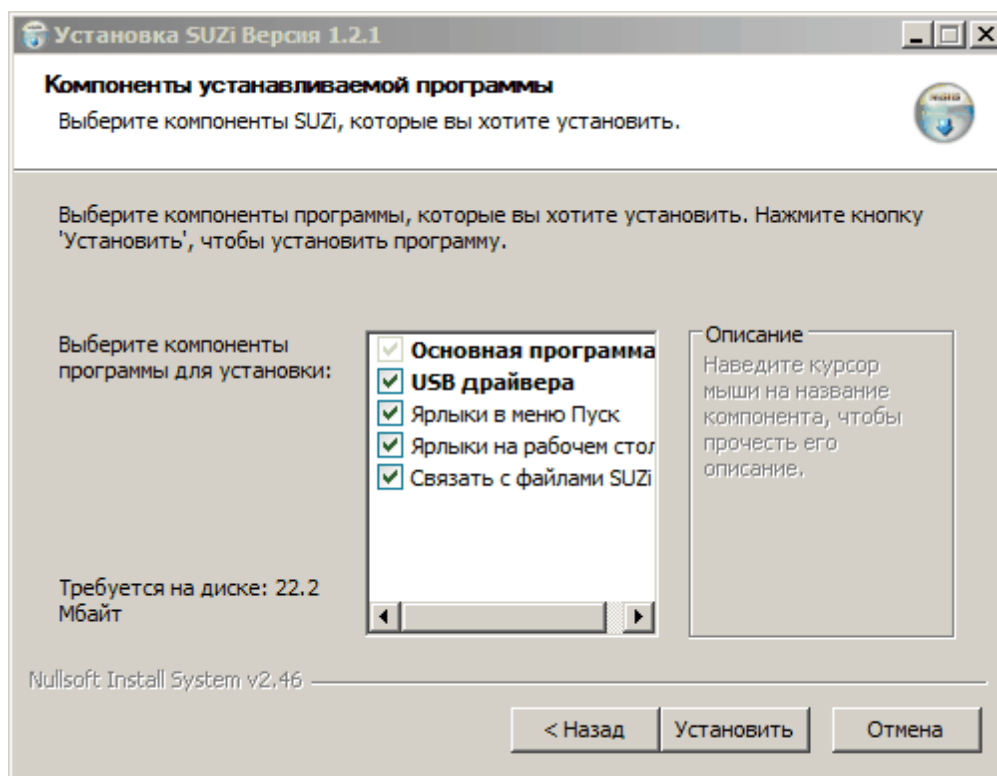 Установка SUZi Версия 1.2.1
Компоненты устанавливаемой программы
Выберите компоненты SUZi, которые вы хотите установить.
Выберите компоненты программы, которые вы хотите установить. Нажмите кнопку
'Установить', чтобы установить программу.
Выберите компоненты
программы для установки:
Основная программа
USB драйвера
Ярлыки в меню Пуск
Ярлыки на рабочем стол
Связать с файлами SUZi
Описание
Наведите курсор
мыши на название
компонента, чтобы
прочесть его
описание.
Требуется на диске: 22.2
Мбайт
Nullsoft Install System v2.46
< Назад
Установить
Отмена